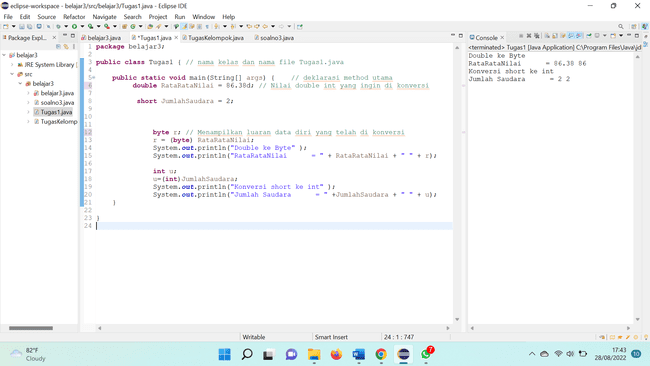 eclipse-workspace - belajar3/src/belajar3/Tugas1.java - Eclipse IDE
File Edit Source Refactor Navigate Search Project Run Window Help
Package Expl...
belajar3
JRE System Library [
src
belajar3
belajar3.java
soalno3.java
Tugas1.java
TugasKelomp
belajar3.java *Tugas1.java TugasKelompok.java soalno3.java
1 package belajar3;
2
3 public class Tugas1 { // nama kelas dan nama file Tugas1.java
4
5 public static void main(String[] args) { // deklarasi method utama
6 double RataRataNilai = 86.38d; // Nilai double int yang ingin di konversi
7
8 short JumlahSaudara = 2;
9
10
11
12 byte r; // Menampilkan luaran data diri yang telah di konversi
13 r = (byte) RataRataNilai;
14 System.out.println("Double ke Byte" );
15 System.out.println("RataRataNilai = " + RataRataNilai + " " + r);
16
17 int u;
18 u=(int)JumlahSaudara;
19 System.out.println("Konversi short ke int" );
20 System.out.println("Jumlah Saudara = " +JumlahSaudara + " " + u);
21 }
22
23 }
24
Console
<terminated> Tugas1 [Java Application] C:\Program Files\Java\jd
Double ke Byte
RataRataNilai = 86.38 86
Konversi short ke int
Jumlah Saudara = 2 2
Writable Smart Insert 24 : 1 : 747
82°F
Cloudy
7
17:43
28/08/2022
10